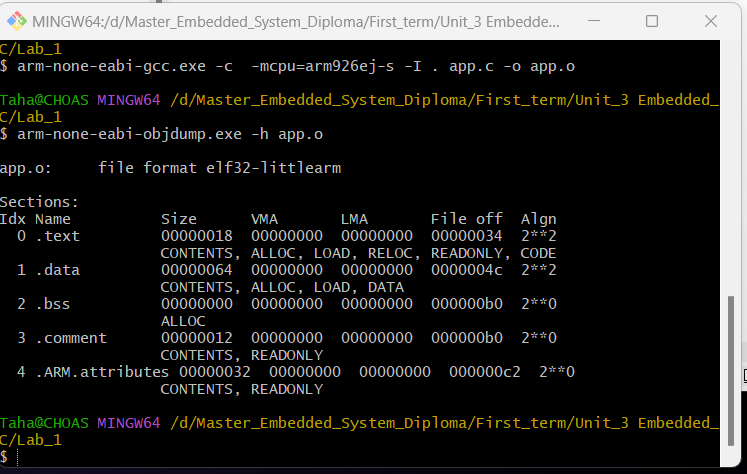 MINGW64:/d/Master_Embedded_System_Diploma/First_term/Unit_3 Embedde...
C/Lab_1
$ arm-none-eabi-gcc.exe -c  -mcpu=arm926ej-s -I . app.c -o app.o
Taha@CHOAS MINGW64 /d/Master_Embedded_System_Diploma/First_term/Unit_3 Embedded_
C/Lab_1
$ arm-none-eabi-objdump.exe -h app.o
app.o:     file format elf32-littlearm
Sections:
Idx Name          Size      VMA       LMA       File off  Algn
  0 .text         00000018  00000000  00000000  00000034  2**2
                  CONTENTS, ALLOC, LOAD, RELOC, READONLY, CODE
  1 .data         00000064  00000000  00000000  0000004c  2**2
                  CONTENTS, ALLOC, LOAD, DATA
  2 .bss          00000000  00000000  00000000  000000b0  2**0
                  ALLOC
  3 .comment      00000012  00000000  00000000  000000b0  2**0
                  CONTENTS, READONLY
  4 .ARM.attributes 00000032  00000000  00000000  000000c2  2**0
                  CONTENTS, READONLY
Taha@CHOAS MINGW64 /d/Master_Embedded_System_Diploma/First_term/Unit_3 Embedded_
C/Lab_1
$